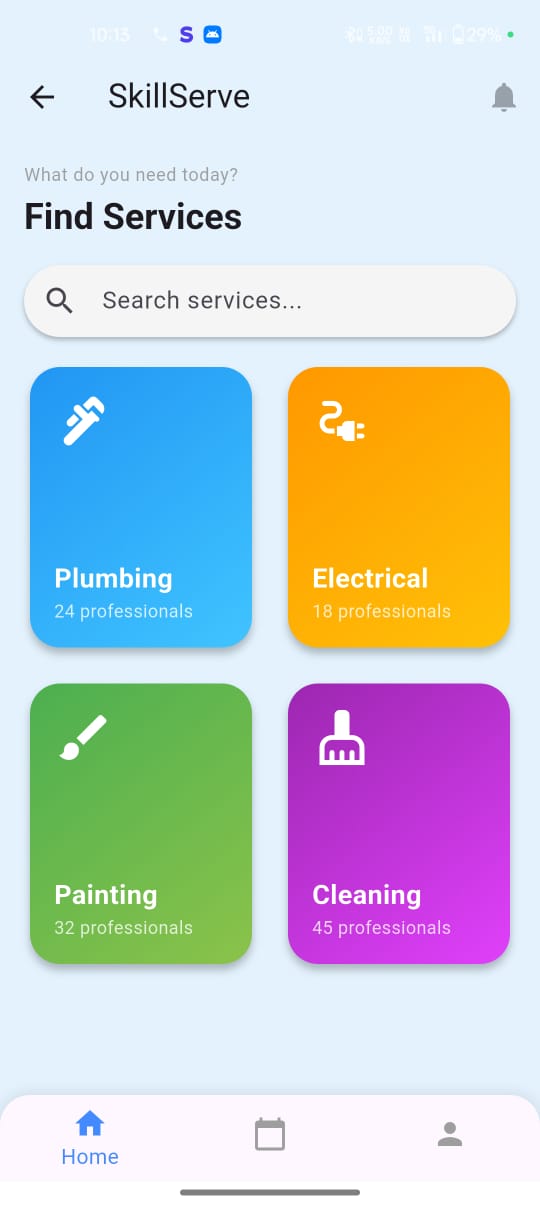 10:13
29%
SkillServe
What do you need today?
Find Services
Search services...
Plumbing
24 professionals
Electrical
18 professionals
Painting
32 professionals
Cleaning
45 professionals
Home